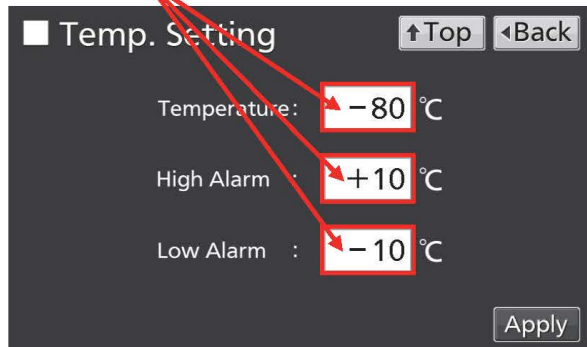 Temp. Setting ↑Top ◂Back
Temperature: −80 ℃
High Alarm : +10 ℃
Low Alarm : −10 ℃
Apply